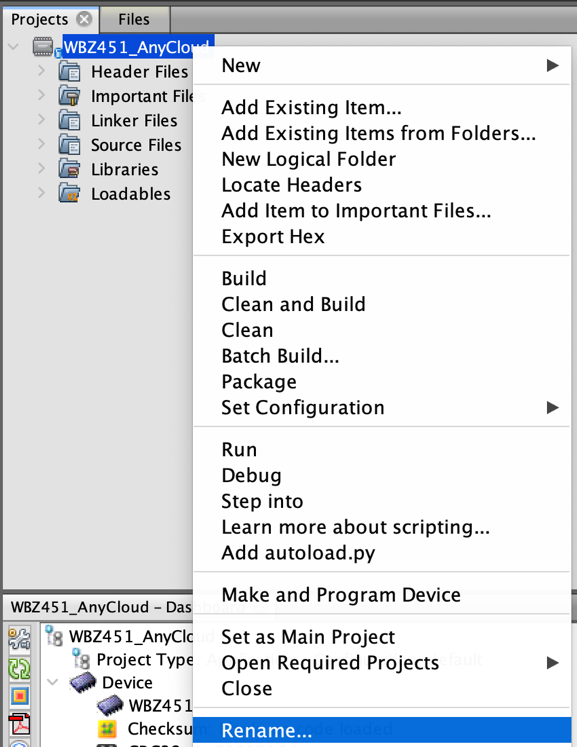 Projects
Files
WBZ451_AnyCloud
New
Header Files
Important File
Linker Files
Source Files
Libraries
Loadables
Add Existing Item...
Add Existing Items from Folders...
New Logical Folder
Locate Headers
Add Item to Important Files...
Export Hex
Build
Clean and Build
Clean
Batch Build...
Package
Set Configuration
Run
Debug
Step into
Learn more about scripting...
Add autoload.py
Make and Program Device
Set as Main Project
Open Required Projects
Close
Rename...
WBZ451_AnyCloud – Das
WBZ451_AnyCloud
Project Type
Device
WBZ451
Checksum